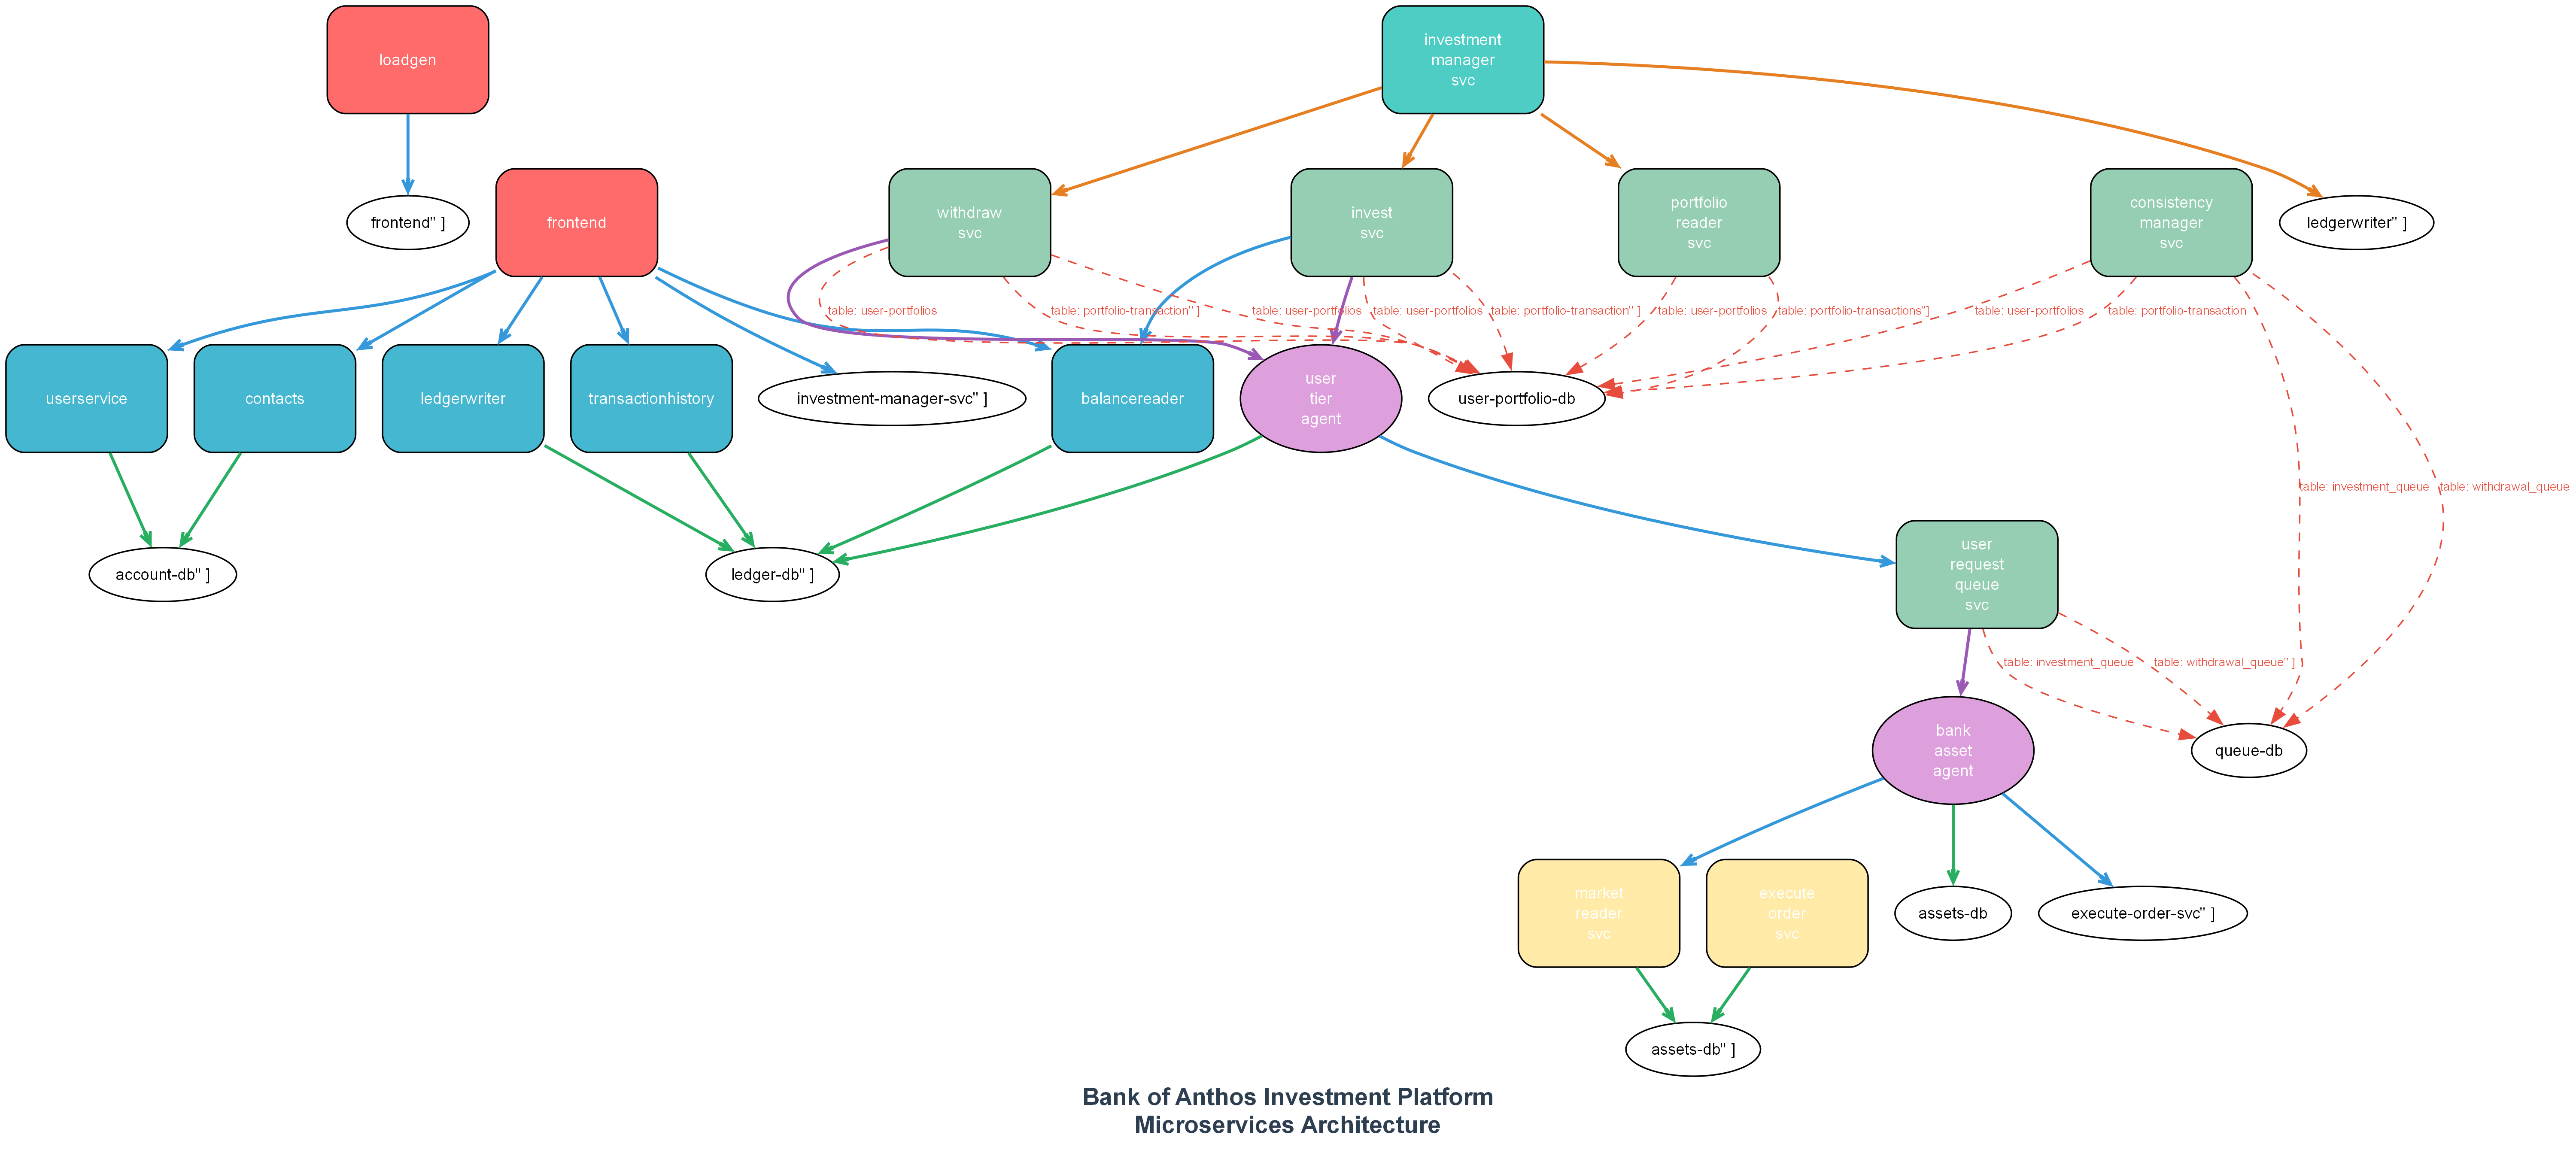 loadgen
investment
manager
svc
frontend" ]
frontend
withdraw
svc
invest
svc
portfolio
reader
svc
consistency
manager
svc
ledgerwriter" ]
table: user-portfolios
table: portfolio-transaction" ]
table: user-portfolios
table: user-portfolios
table: portfolio-transaction" ]
table: user-portfolios
table: portfolio-transactions"]
table: user-portfolios
table: portfolio-transaction
userservice
contacts
ledgerwriter
transactionhistory
investment-manager-svc" ]
balancereader
user
tier
agent
user-portfolio-db
table: investment_queue
table: withdrawal_queue
account-db" ]
ledger-db" ]
user
request
queue
svc
table: investment_queue
table: withdrawal_queue" ]
bank
asset
agent
queue-db
market
reader
svc
execute
order
svc
assets-db
execute-order-svc" ]
assets-db" ]
Bank of Anthos Investment Platform
Microservices Architecture